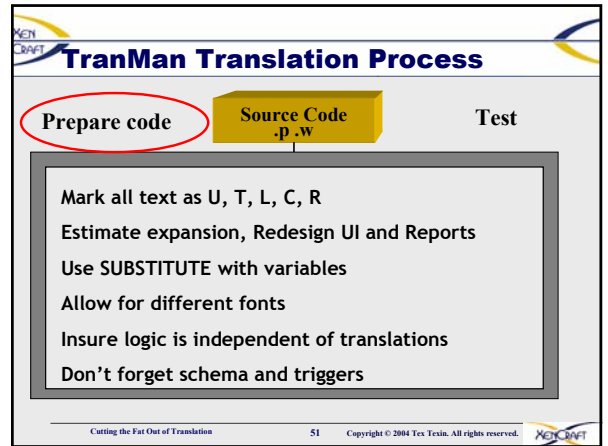 XEN
CRAFT
TranMan Translation Process
Prepare code
Source Code
.p .w
Test
Mark all text as U, T, L, C, R
Estimate expansion, Redesign UI and Reports
Use SUBSTITUTE with variables
Allow for different fonts
Insure logic is independent of translations
Don't forget schema and triggers
Cutting the Fat Out of Translation
51
Copyright © 2004 Tex Texin. All rights reserved.
XENCRAFT